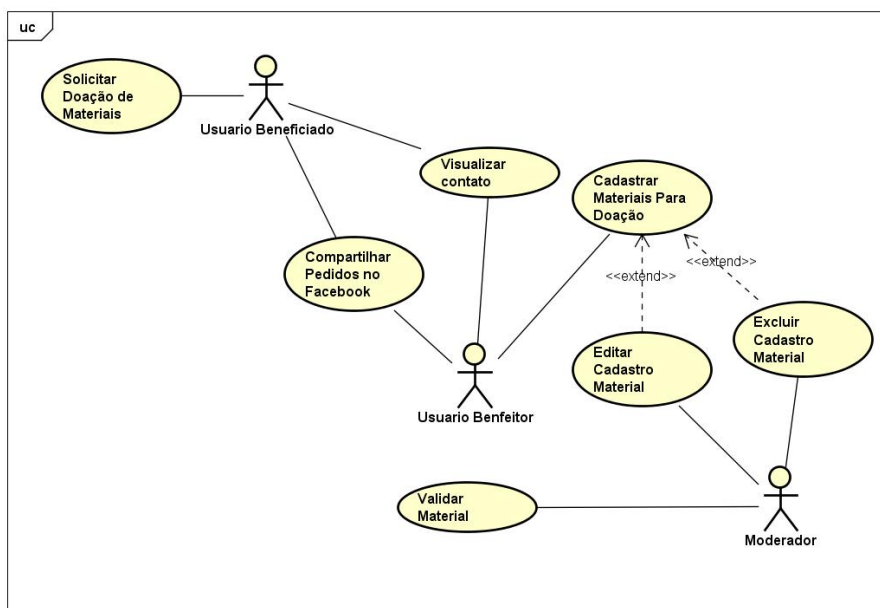 uc
Solicitar
Doação de
Materiais
Usuario Beneficiado
Visualizar
contato
Cadastrar
Materiais Para
Doação
Compartilhar
Pedidos no
Facebook
<<extend>>
<<extend>>
Editar
Cadastro
Material
Excluir
Cadastro
Material
Usuario Benfeitor
Validar
Material
Moderador